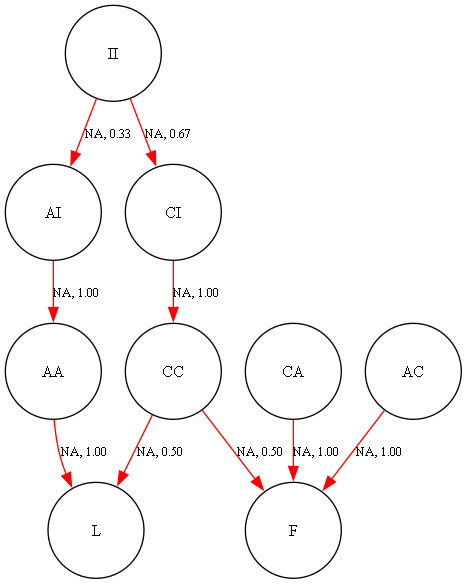 II
NA, 0.33
NA, 0.67
AI
CI
NA, 1.00
NA, 1.00
AA
CC
CA
AC
NA, 1.00
NA, 0.50
NA, 0.50
NA, 1.00
NA, 1.00
L
F